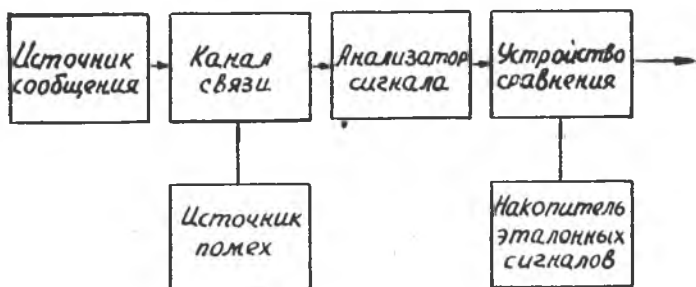 Источник
сообщения
Канал
связи
Анализатор
сигнала
Устройство
сравнения
Источник
помех
Накопитель
эталонных
сигналов